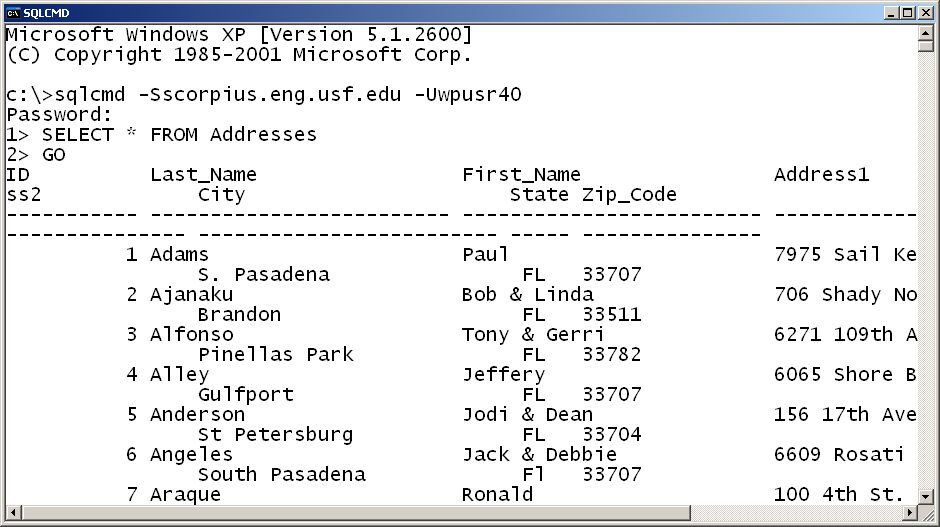 SQLCMD
Microsoft Windows XP [Version 5.1.2600]
(C) Copyright 1985-2001 Microsoft Corp.
c:\>sqlcmd -Sscorpius.eng.usf.edu -Uwpusr40
Password:
1> SELECT * FROM Addresses
2> GO
ID Last_Name First_Name Address1
ss2 City State Zip_Code
----------- ------------------------- ------------------------- ------------
--------------- ------------------------- ----- ---------------
1 Adams Paul 7975 Sail Ke
S. Pasadena FL 33707
2 Ajanaku Bob & Linda 706 Shady No
Brandon FL 33511
3 Alfonso Tony & Gerri 6271 109th A
Pinellas Park FL 33782
4 Alley Jeffery 6065 Shore B
Gulfport FL 33707
5 Anderson Jodi & Dean 156 17th Ave
St Petersburg FL 33704
6 Angeles Jack & Debbie 6609 Rosati
South Pasadena Fl 33707
7 Araque Ronald 100 4th St.